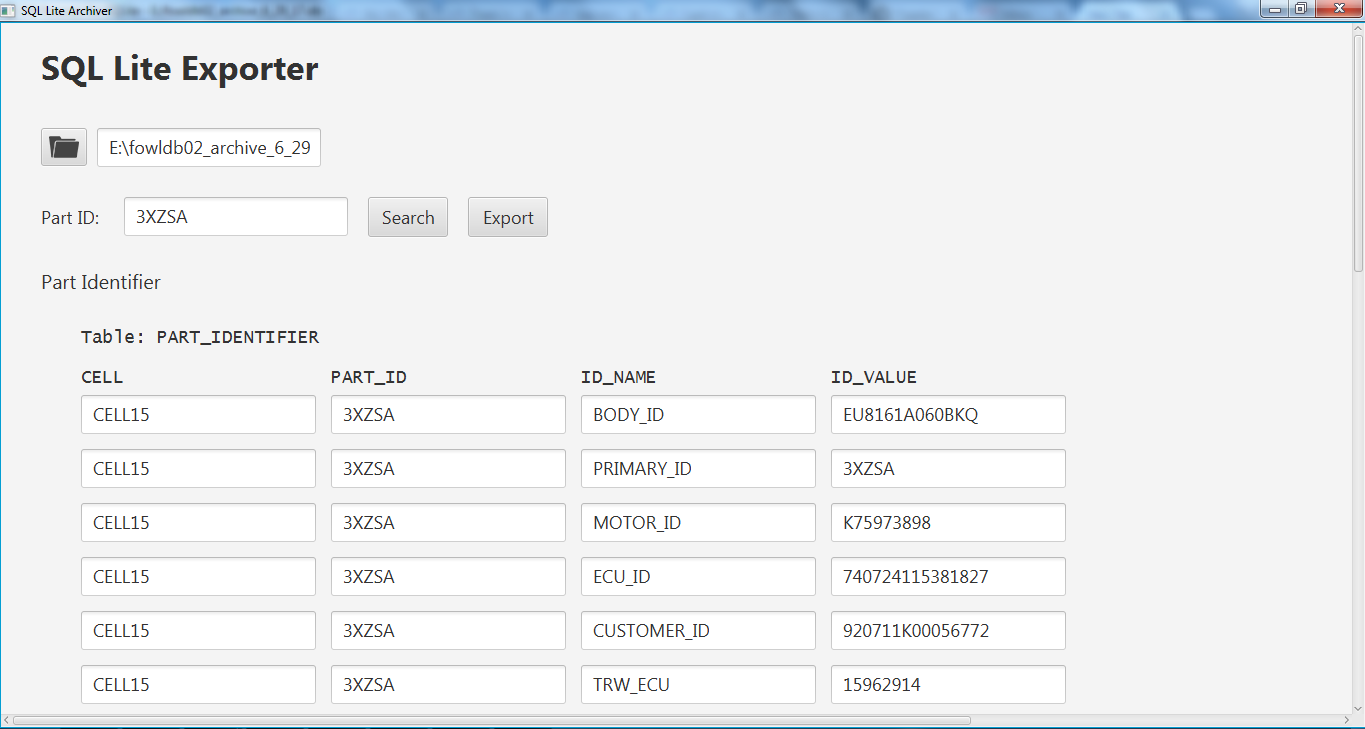 SQL Lite Archiver
SQL Lite Exporter
E:\fowldb02_archive_6_29
Part ID: 3XZSA Search Export
Part Identifier
Table: PART_IDENTIFIER
CELL PART_ID ID_NAME ID_VALUE
CELL15 3XZSA BODY_ID EU8161A060BKQ
CELL15 3XZSA PRIMARY_ID 3XZSA
CELL15 3XZSA MOTOR_ID K75973898
CELL15 3XZSA ECU_ID 740724115381827
CELL15 3XZSA CUSTOMER_ID 920711K00056772
CELL15 3XZSA TRW_ECU 15962914